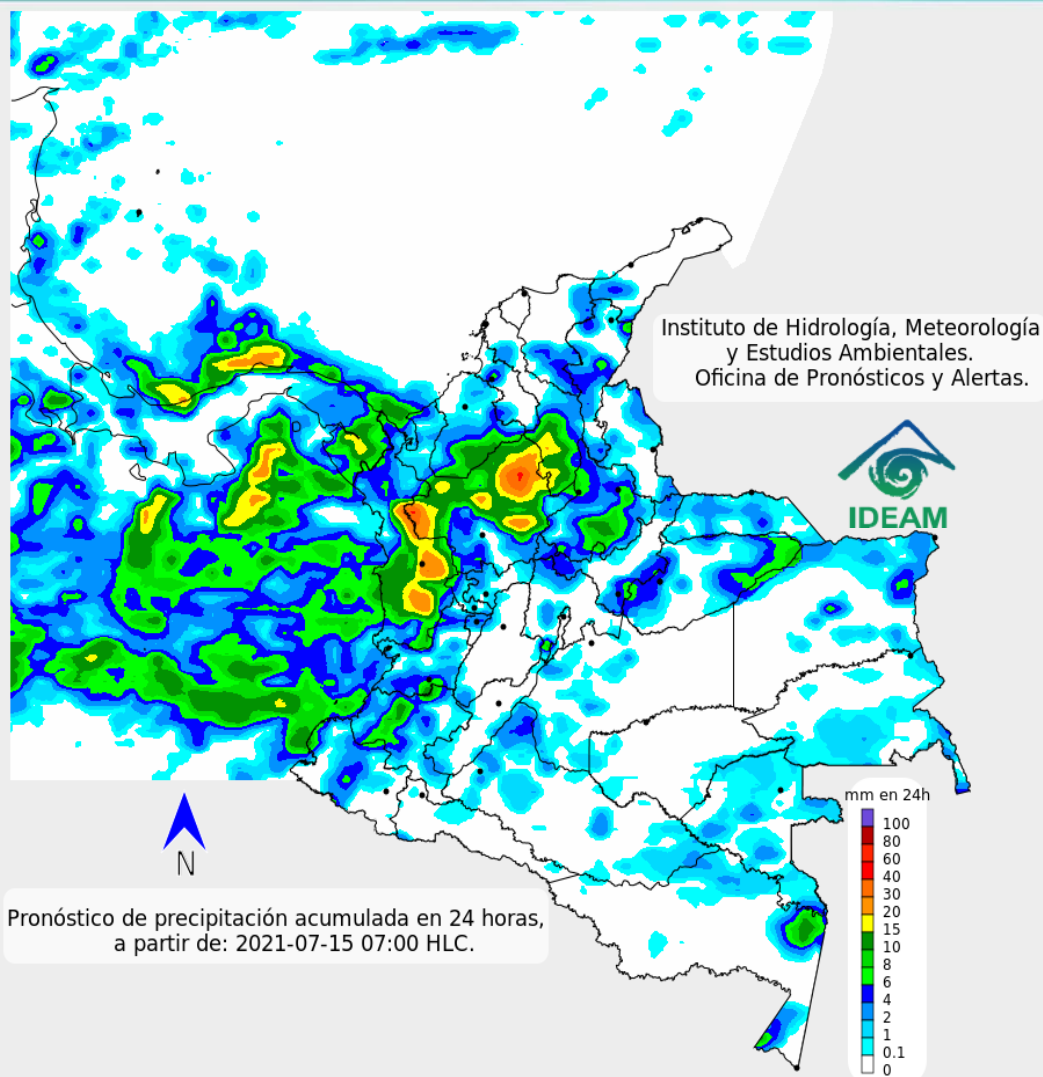 Instituto de Hidrología, Meteorología
y Estudios Ambientales.
Oficina de Pronósticos y Alertas.
IDEAM
mm en 24h
100
80
60
40
30
20
15
10
8
6
4
2
1
0.1
0
N
Pronóstico de precipitación acumulada en 24 horas,
a partir de: 2021-07-15 07:00 HLC.